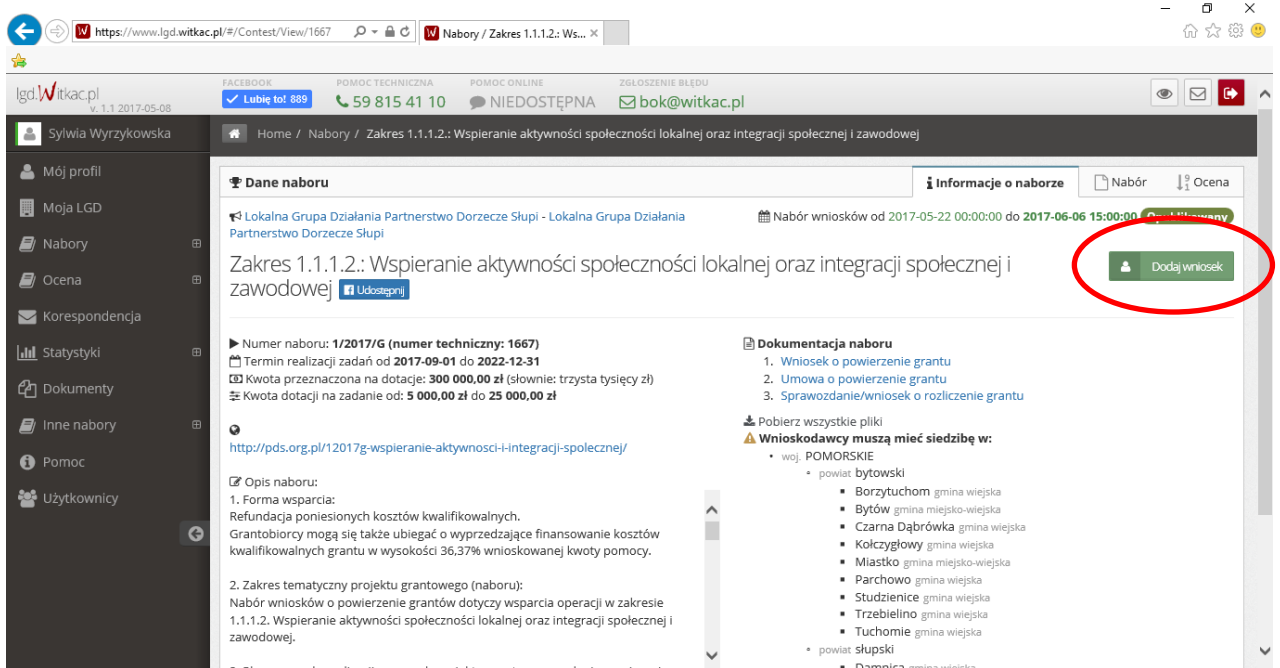 https://www.lgd.witkac.pl/#/Contest/View/1667
Nabory / Zakres 1.1.1.2.: Ws...
lgd.Witkac.pl
v. 1.1 2017-05-08
FACEBOOK
Lubię to! 889
POMOC TECHNICZNA
59 815 41 10
POMOC ONLINE
NIEDOSTĘPNA
ZGŁOSZENIE BŁĘDU
bok@witkac.pl
Sylwia Wyrzykowska
Mój profil
Moja LGD
Nabory
Ocena
Korespondencja
Statystyki
Dokumenty
Inne nabory
Pomoc
Użytkownicy
Home / Nabory / Zakres 1.1.1.2.: Wspieranie aktywności społeczności lokalnej oraz integracji społecznej i zawodowej
Dane naboru
Informacje o naborze
Nabór
Ocena
Lokalna Grupa Działania Partnerstwo Dorzecze Słupi - Lokalna Grupa Działania
Partnerstwo Dorzecze Słupi
Nabór wniosków od 2017-05-22 00:00:00 do 2017-06-06 15:00:00 Opublikowany
Zakres 1.1.1.2.: Wspieranie aktywności społeczności lokalnej oraz integracji społecznej i
zawodowej Udostępnij
Dodaj wniosek
Numer naboru: 1/2017/G (numer techniczny: 1667)
Termin realizacji zadań od 2017-09-01 do 2022-12-31
Kwota przeznaczona na dotacje: 300 000,00 zł (słownie: trzysta tysięcy zł)
Kwota dotacji na zadanie od: 5 000,00 zł do 25 000,00 zł
http://pds.org.pl/12017g-wspieranie-aktywnosci-i-integracji-spolecznej/
Opis naboru:
1. Forma wsparcia:
Refundacja poniesionych kosztów kwalifikowalnych.
Grantobiorcy mogą się także ubiegać o wyprzedzające finansowanie kosztów
kwalifikowalnych grantu w wysokości 36,37% wnioskowanej kwoty pomocy.
2. Zakres tematyczny projektu grantowego (naboru):
Nabór wniosków o powierzenie grantów dotyczy wsparcia operacji w zakresie
1.1.1.2. Wspieranie aktywności społeczności lokalnej oraz integracji społecznej i
zawodowej.
Dokumentacja naboru
1. Wniosek o powierzenie grantu
2. Umowa o powierzenie grantu
3. Sprawozdanie/wniosek o rozliczenie grantu
Pobierz wszystkie pliki
Wnioskodawcy muszą mieć siedzibę w:
woj. POMORSKIE
powiat bytowski
Borzytuchom gmina wiejska
Bytów gmina miejsko-wiejska
Czarna Dąbrówka gmina wiejska
Kołczygłowy gmina wiejska
Miastko gmina miejsko-wiejska
Parchowo gmina wiejska
Studzienice gmina wiejska
Trzebielino gmina wiejska
Tuchomie gmina wiejska
powiat słupski
Damnica gmina wiejska